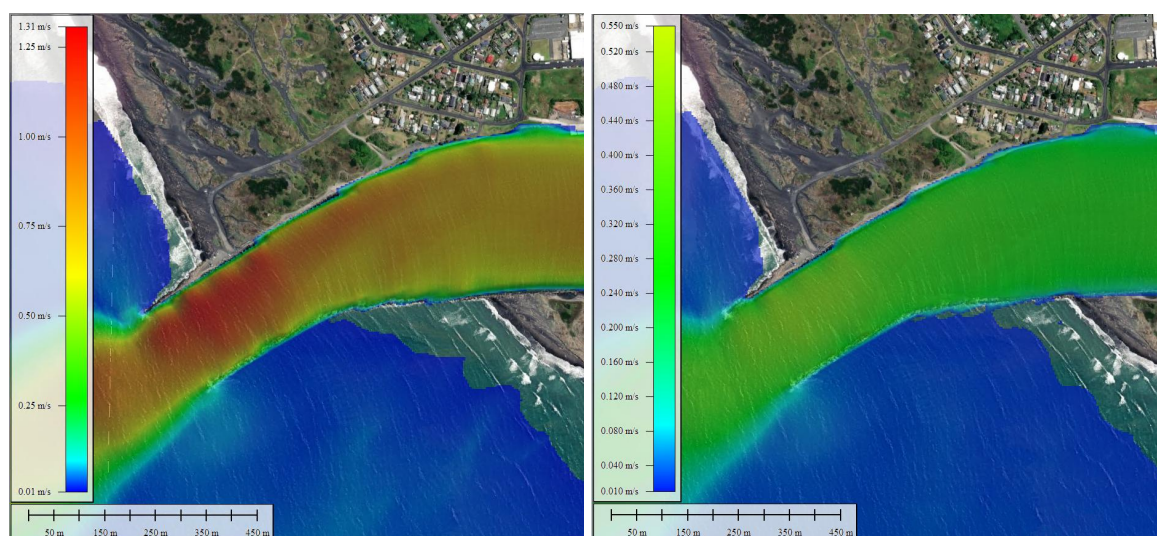 1.31 m/s
1.25 m/s
1.00 m/s
0.75 m/s
0.50 m/s
0.25 m/s
0.01 m/s
50 m 150 m 250 m 350 m 450 m
0.550 m/s
0.520 m/s
0.480 m/s
0.440 m/s
0.400 m/s
0.360 m/s
0.320 m/s
0.280 m/s
0.240 m/s
0.200 m/s
0.160 m/s
0.120 m/s
0.080 m/s
0.040 m/s
0.010 m/s
50 m 150 m 250 m 350 m 450 m